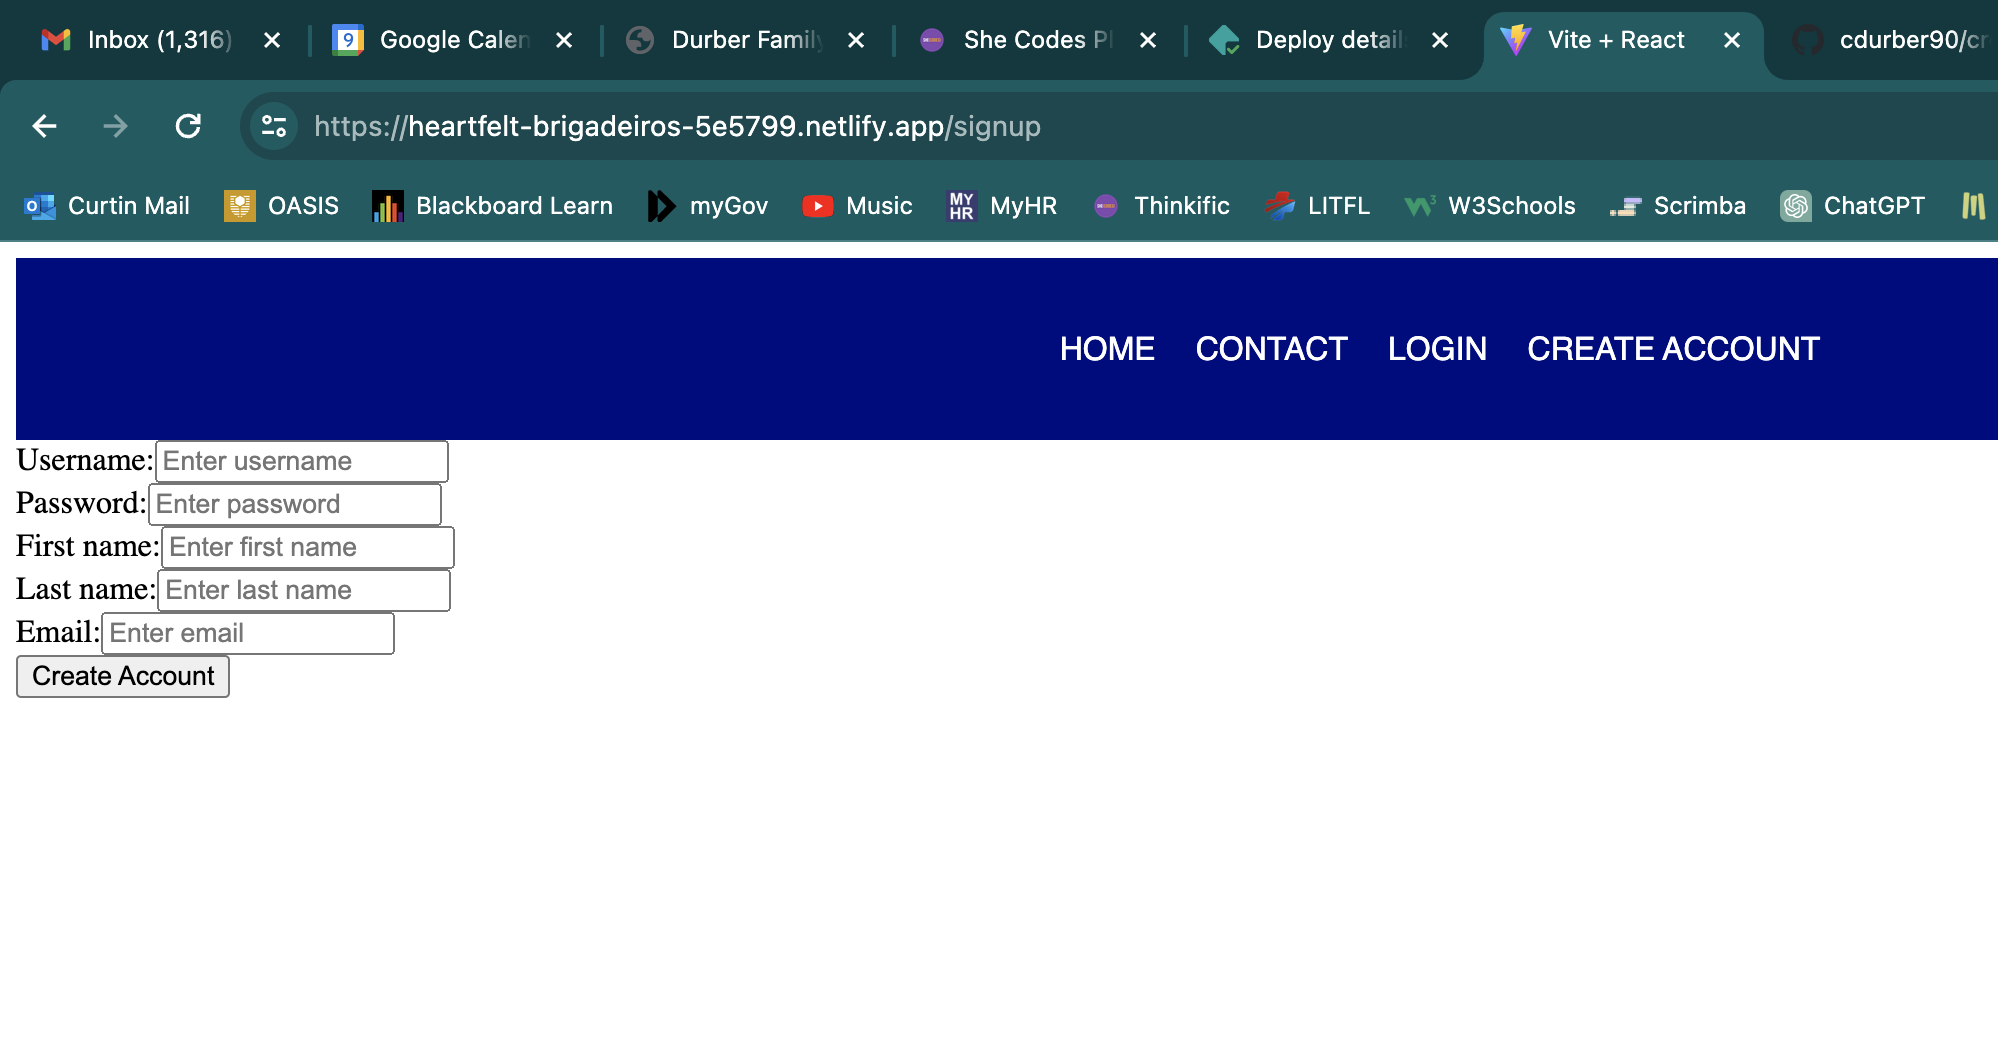 Inbox (1,316) Google Calen Durber Family She Codes Pl Deploy detail Vite + React cdurber90/cr
https://heartfelt-brigadeiros-5e5799.netlify.app/signup
Curtin Mail OASIS Blackboard Learn myGov Music MY HR MyHR Thinkific LITFL W3Schools Scrimba ChatGPT
HOME CONTACT LOGIN CREATE ACCOUNT
Username: Enter username
Password: Enter password
First name: Enter first name
Last name: Enter last name
Email: Enter email
Create Account